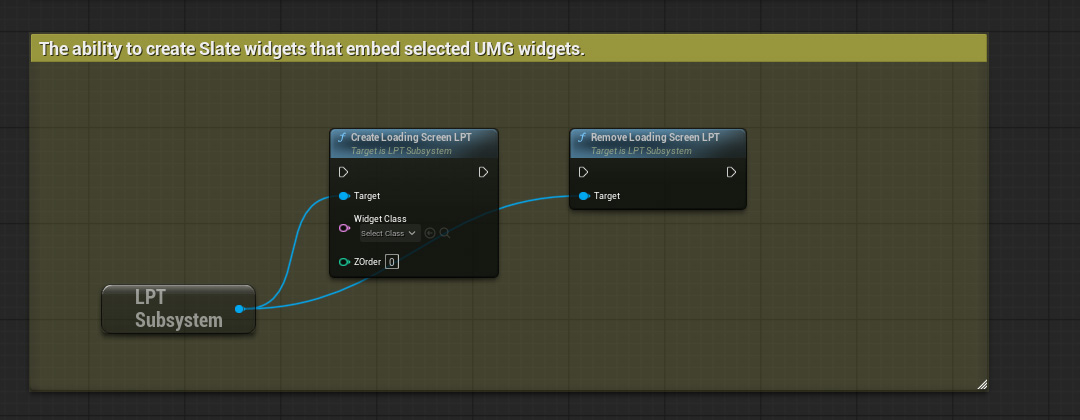 The ability to create Slate widgets that embed selected UMG widgets.
f Create Loading Screen LPT
Target is LPT Subsystem
Target
Widget Class
Select Class
ZOrder 0
f Remove Loading Screen LPT
Target is LPT Subsystem
Target
LPT
Subsystem